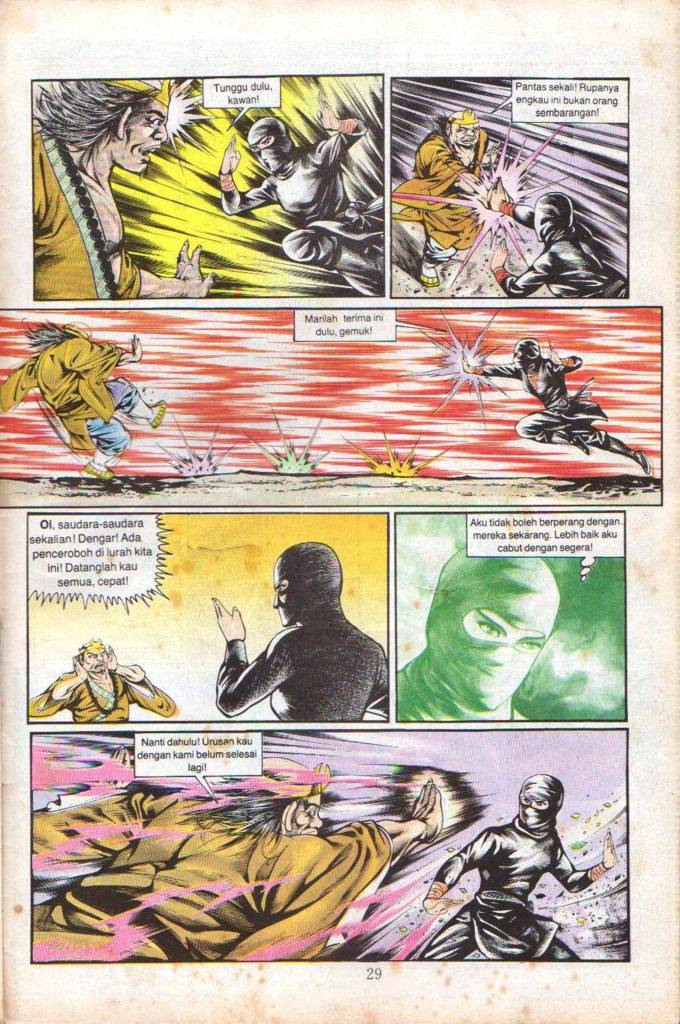 Tunggu dulu,
kawan!
Pantas sekali! Rupanya
engkau ini bukan orang
sembarangan!
Marilah terima ini
dulu, gemuk!
OI, saudara-saudara
sekalian! Dengar! Ada
penceroboh di lurah kita
ini! Datanglah kau
semua, cepat!
Aku tidak boleh berperang dengan
mereka sekarang. Lebih baik aku
cabut dengan segera!
Nanti dahulu! Urusan kau
dengan kami belum selesai
lagi!
29